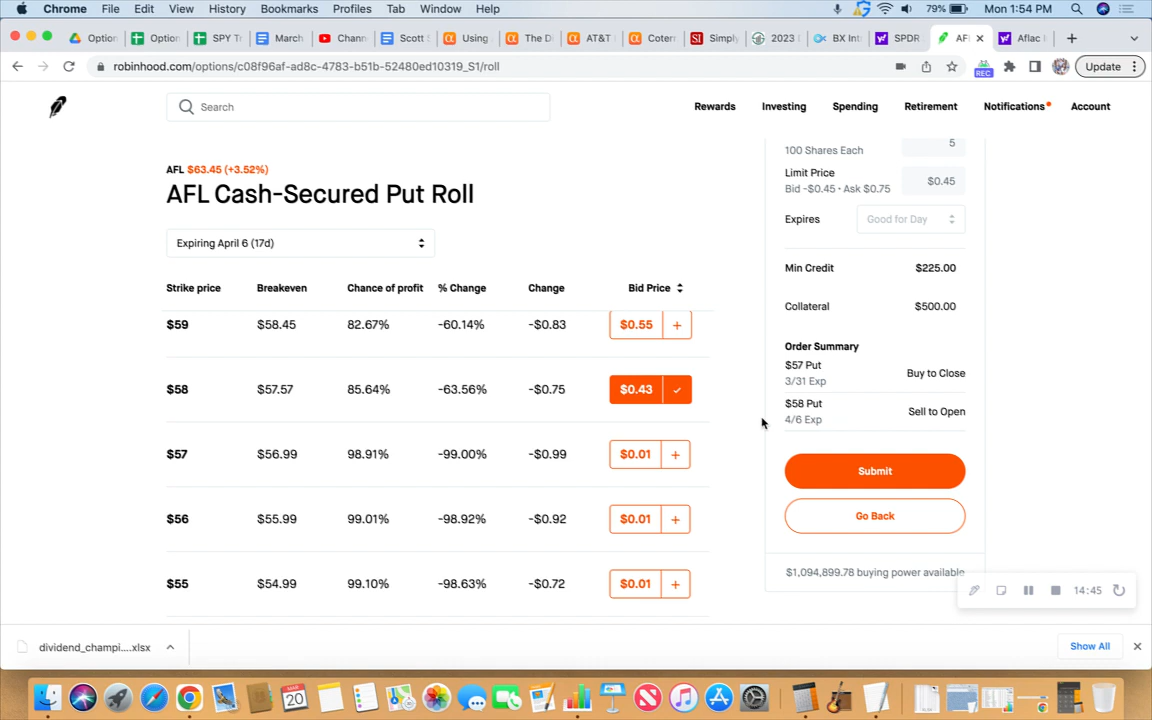 Chrome File Edit View History Bookmarks Profiles Tab Window Help 79% Mon 1:54 PM
Option Option SPY Tr March Chann Scott Using The Di AT&T Coterr Simply 2023 BX Int SPDR AFL Aflac I
robinhood.com/options/c08f96af-ad8c-4783-b51b-52480ed10319_S1/roll REC Update
Search Rewards Investing Spending Retirement Notifications Account
AFL $63.45 (+3.52%)
AFL Cash-Secured Put Roll
Expiring April 6 (17d)
Strike price Breakeven Chance of profit % Change Change Bid Price
$59 $58.45 82.67% -60.14% -$0.83 $0.55 +
$58 $57.57 85.64% -63.56% -$0.75 $0.43
$57 $56.99 98.91% -99.00% -$0.99 $0.01 +
$56 $55.99 99.01% -98.92% -$0.92 $0.01 +
$55 $54.99 99.10% -98.63% -$0.72 $0.01 +
100 Shares Each 5
Limit Price
Bid -$0.45 • Ask $0.75 $0.45
Expires Good for Day
Min Credit $225.00
Collateral $500.00
Order Summary
$57 Put
3/31 Exp Buy to Close
$58 Put
4/6 Exp Sell to Open
Submit
Go Back
$1,094,899.78 buying power available
14:45
dividend_champi....xlsx Show All
MAR
20